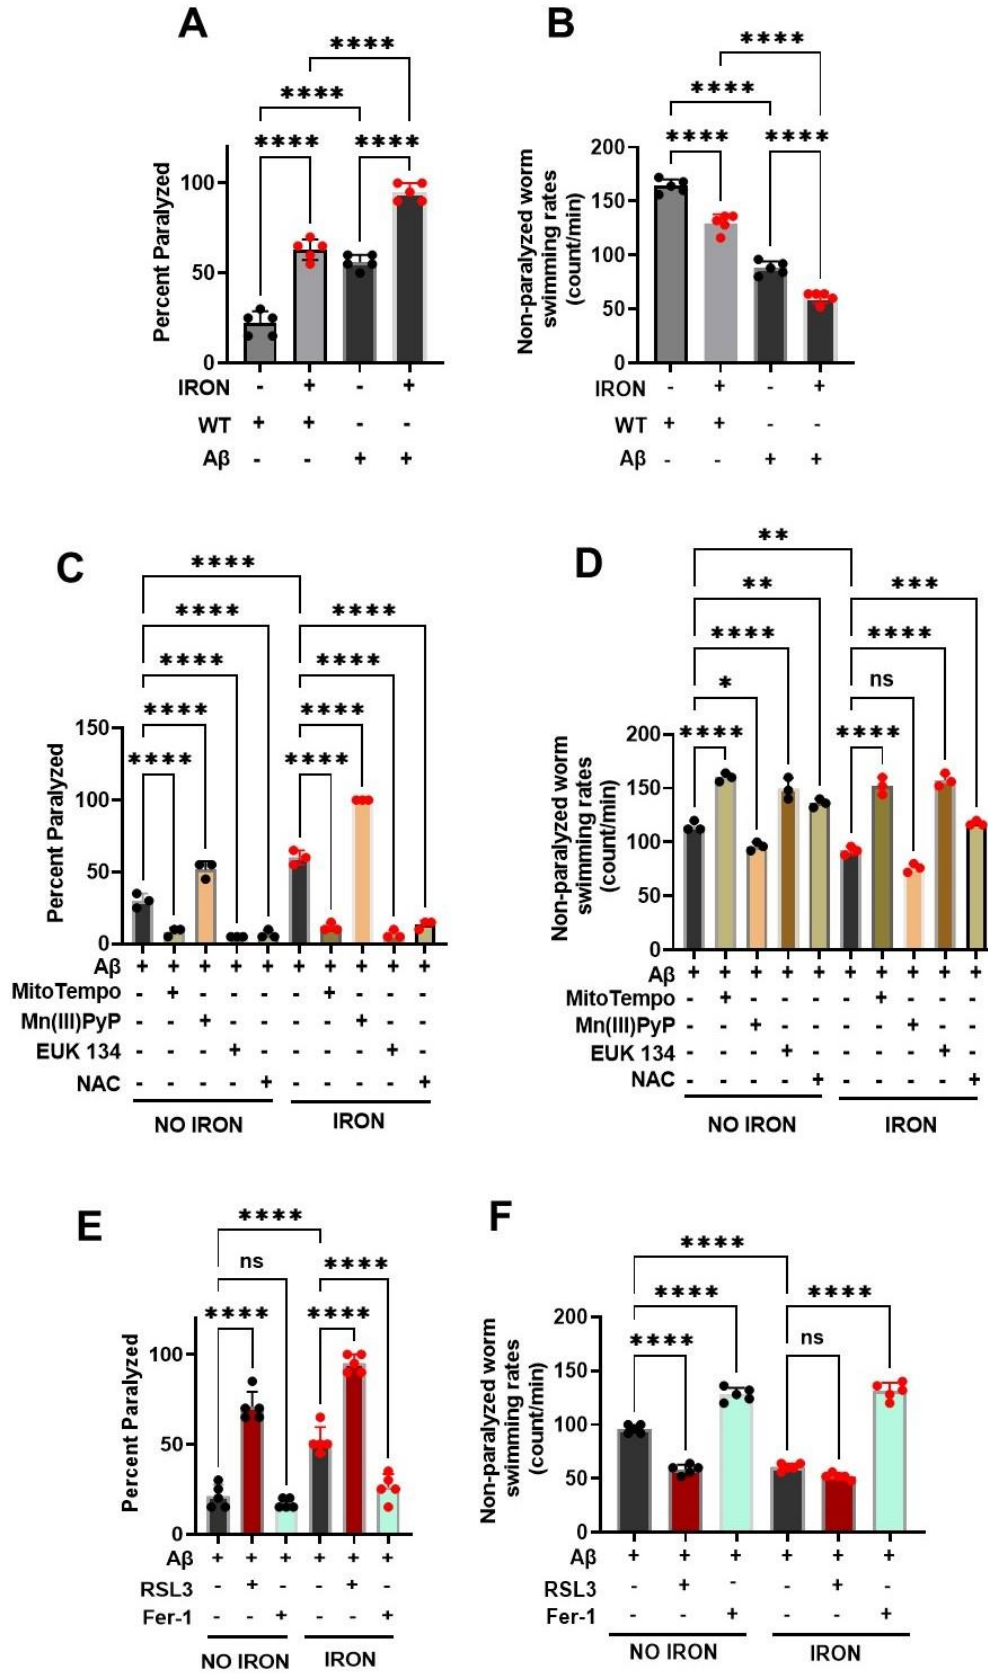 A
B
**** ****
**** ****
**** **** **** ****
Percent Paralyzed
100
50
0
Non-paralyzed worm
swimming rates
(count/min)
200
150
100
50
0
IRON - + - +
WT + + - -
Aβ - - + +
IRON - + - +
WT + + - -
Aβ - - + +
C
D
****
**** ****
**** ****
**** ****
**** ****
Percent Paralyzed
150
100
50
0
**
** ***
**** ****
* ns
**** ****
Non-paralyzed worm
swimming rates
(count/min)
200
150
100
50
0
Aβ + + + + + + + + + +
MitoTempo - + - - - - + - - -
Mn(III)PyP - - + - - - - + - -
EUK 134 - - - + - - - - + -
NAC - - - - + - - - - +
NO IRON IRON
Aβ + + + + + + + + + +
MitoTempo - + - - - - + - - -
Mn(III)PyP - - + - - - - + - -
EUK 134 - - - + - - - - + -
NAC - - - - + - - - - +
NO IRON IRON
E
F
****
ns ****
**** ****
Percent Paralyzed
100
50
0
****
**** ****
**** ns
Non-paralyzed worm
swimming rates
(count/min)
200
150
100
50
0
Aβ + + + + + +
RSL3 - + - - + -
Fer-1 - - + - - +
NO IRON IRON
Aβ + + + + + +
RSL3 - + - - + -
Fer-1 - - + - - +
NO IRON IRON